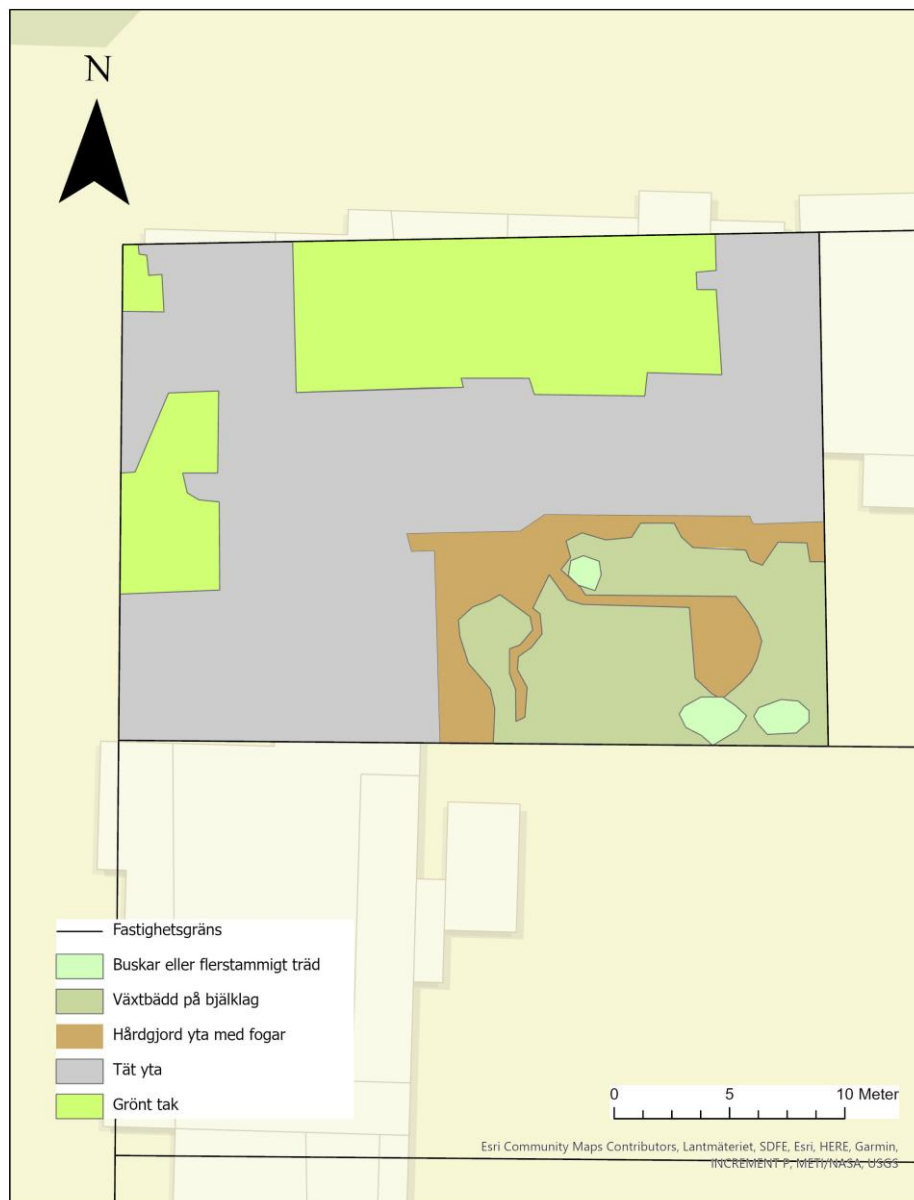 N
Fastighetsgräns
Buskar eller flerstammigt träd
Växtbädd på bjälklag
Hårdgjord yta med fogar
Tät yta
Grönt tak
0 5 10 Meter
Esri Community Maps Contributors, Lantmäteriet, SDFE, Esri, HERE, Garmin,
INCREMENT P, METI/NASA, USGS